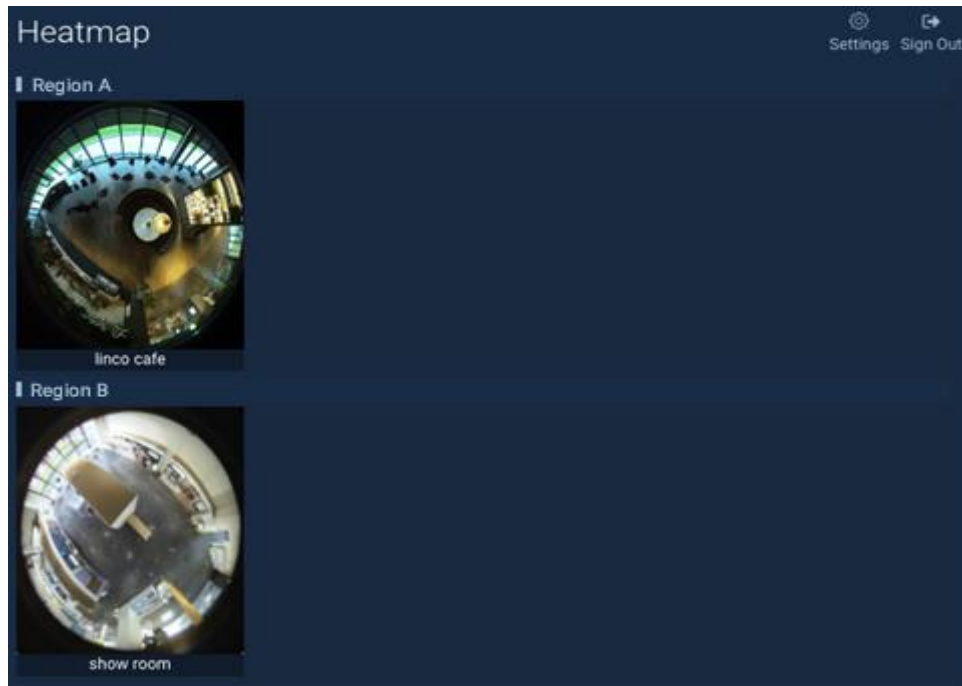 Heatmap
Settings Sign Out
Region A
linco cafe
Region B
show room